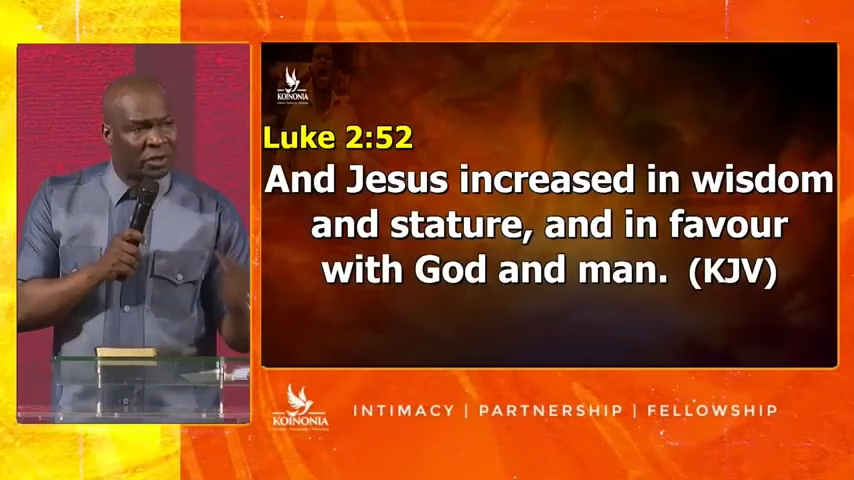 KOINONIA
Luke 2:52
And Jesus increased in wisdom
and stature, and in favour
with God and man. (KJV)
KOINONIA
INTIMACY | PARTNERSHIP | FELLOWSHIP